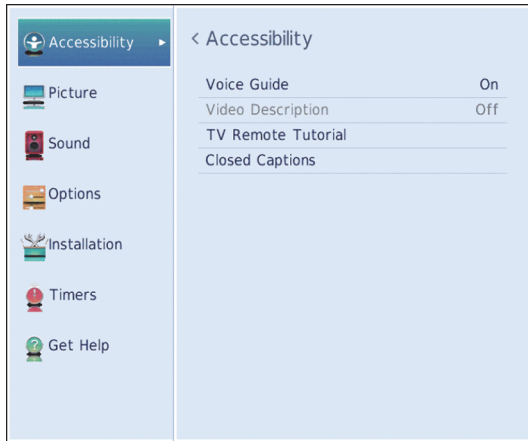 Accessibility
Picture
Sound
Options
Installation
Timers
Get Help
< Accessibility
Voice Guide On
Video Description Off
TV Remote Tutorial
Closed Captions